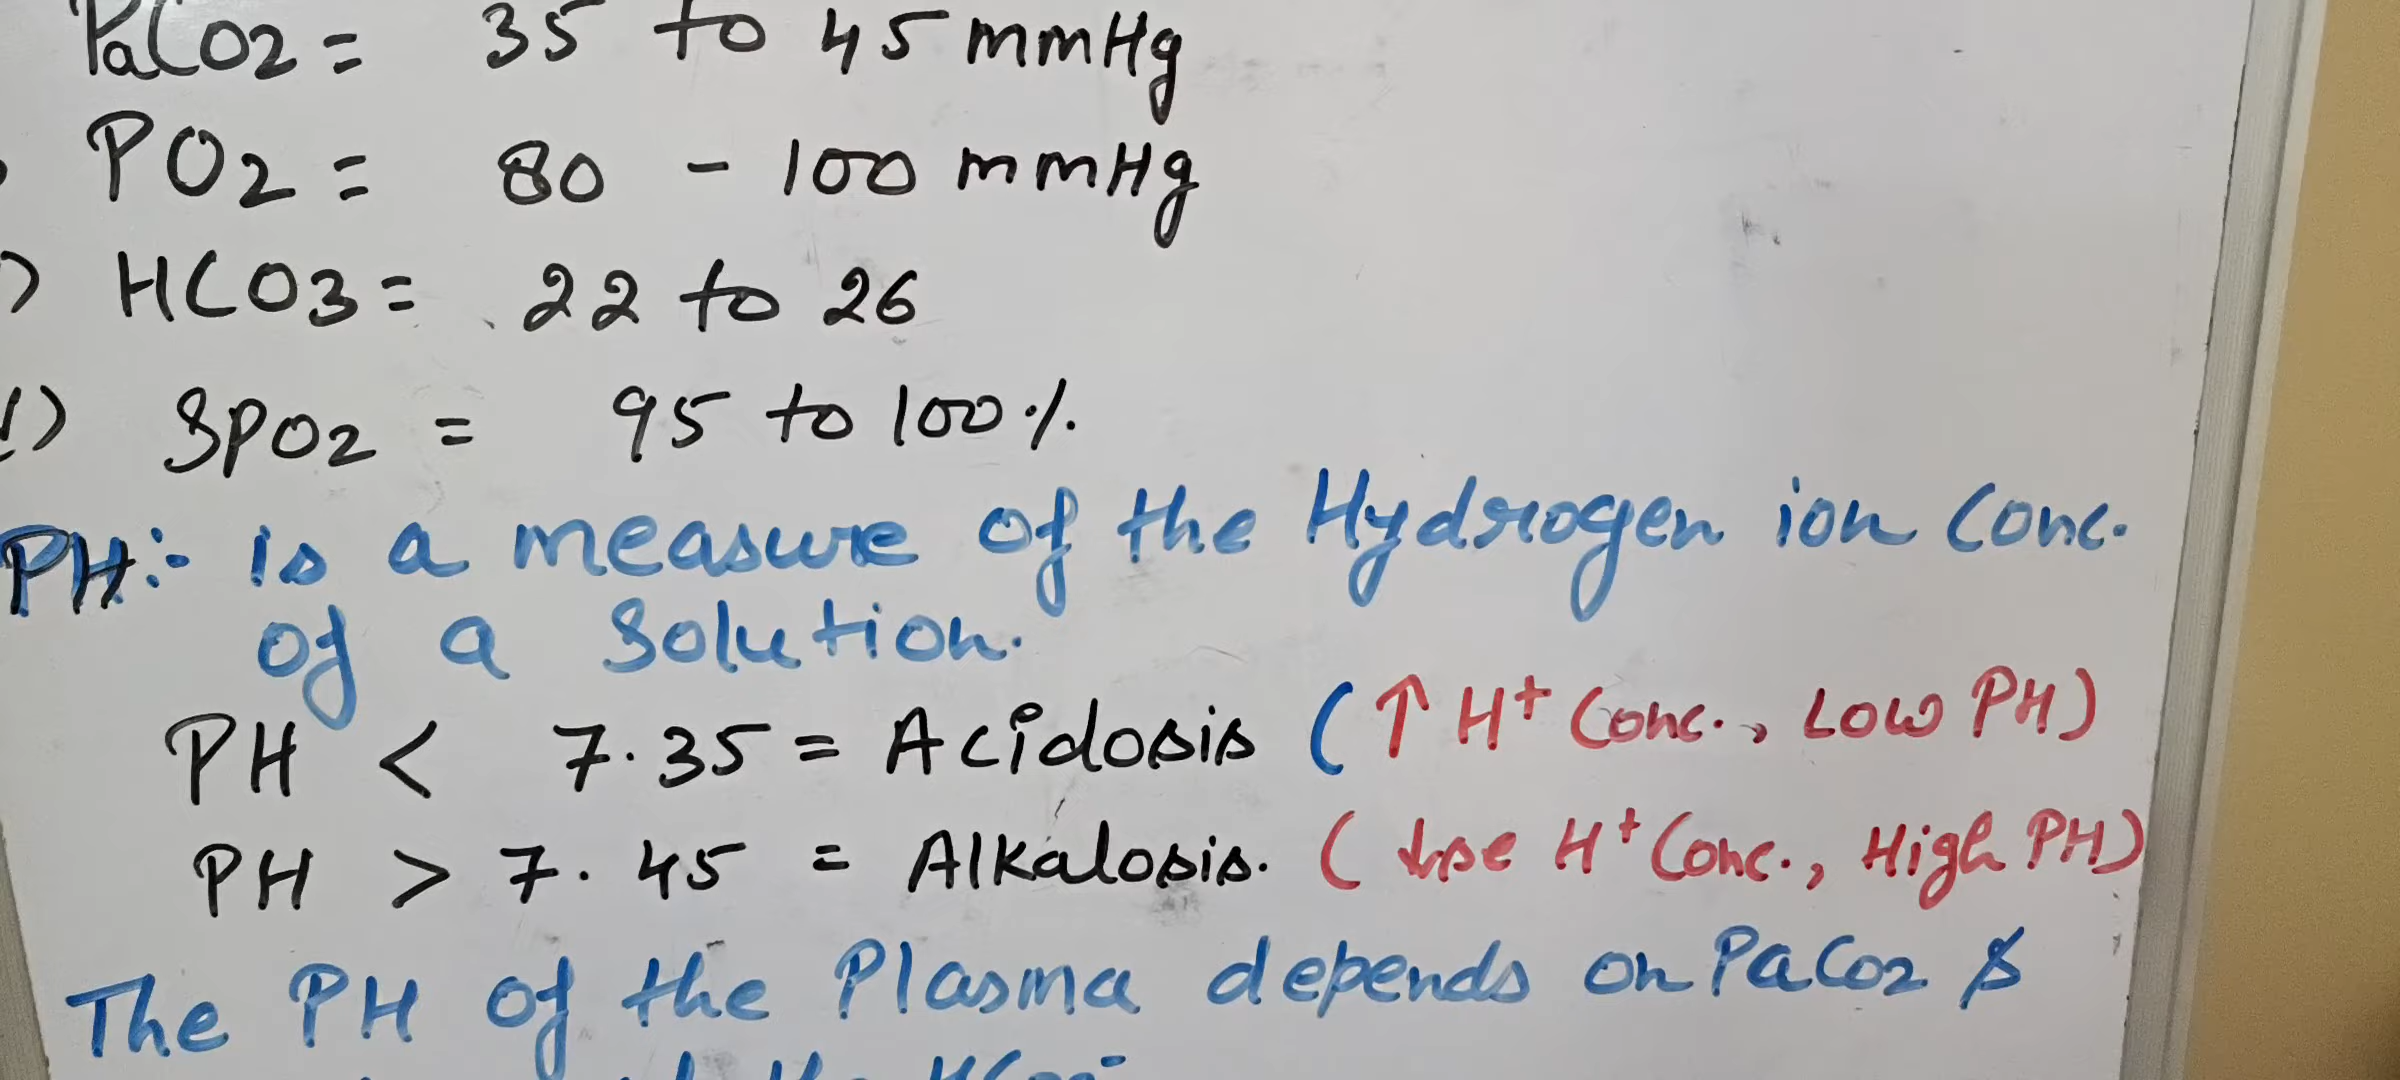 PaCO2 = 35 to 45 mmHg
PO2 = 80 - 100 mmHg
) HCO3 = 22 to 26
) SPO2 = 95 to 100%.
PH:- is a measure of the Hydrogen ion Conc.
of a Solution.
PH < 7.35 = Acidosis (↑ H+ Conc., Low PH)
PH > 7.45 = Alkalosis. ( ↓se H+ Conc., High PH)
The PH of the Plasma depends on PaCO2 &